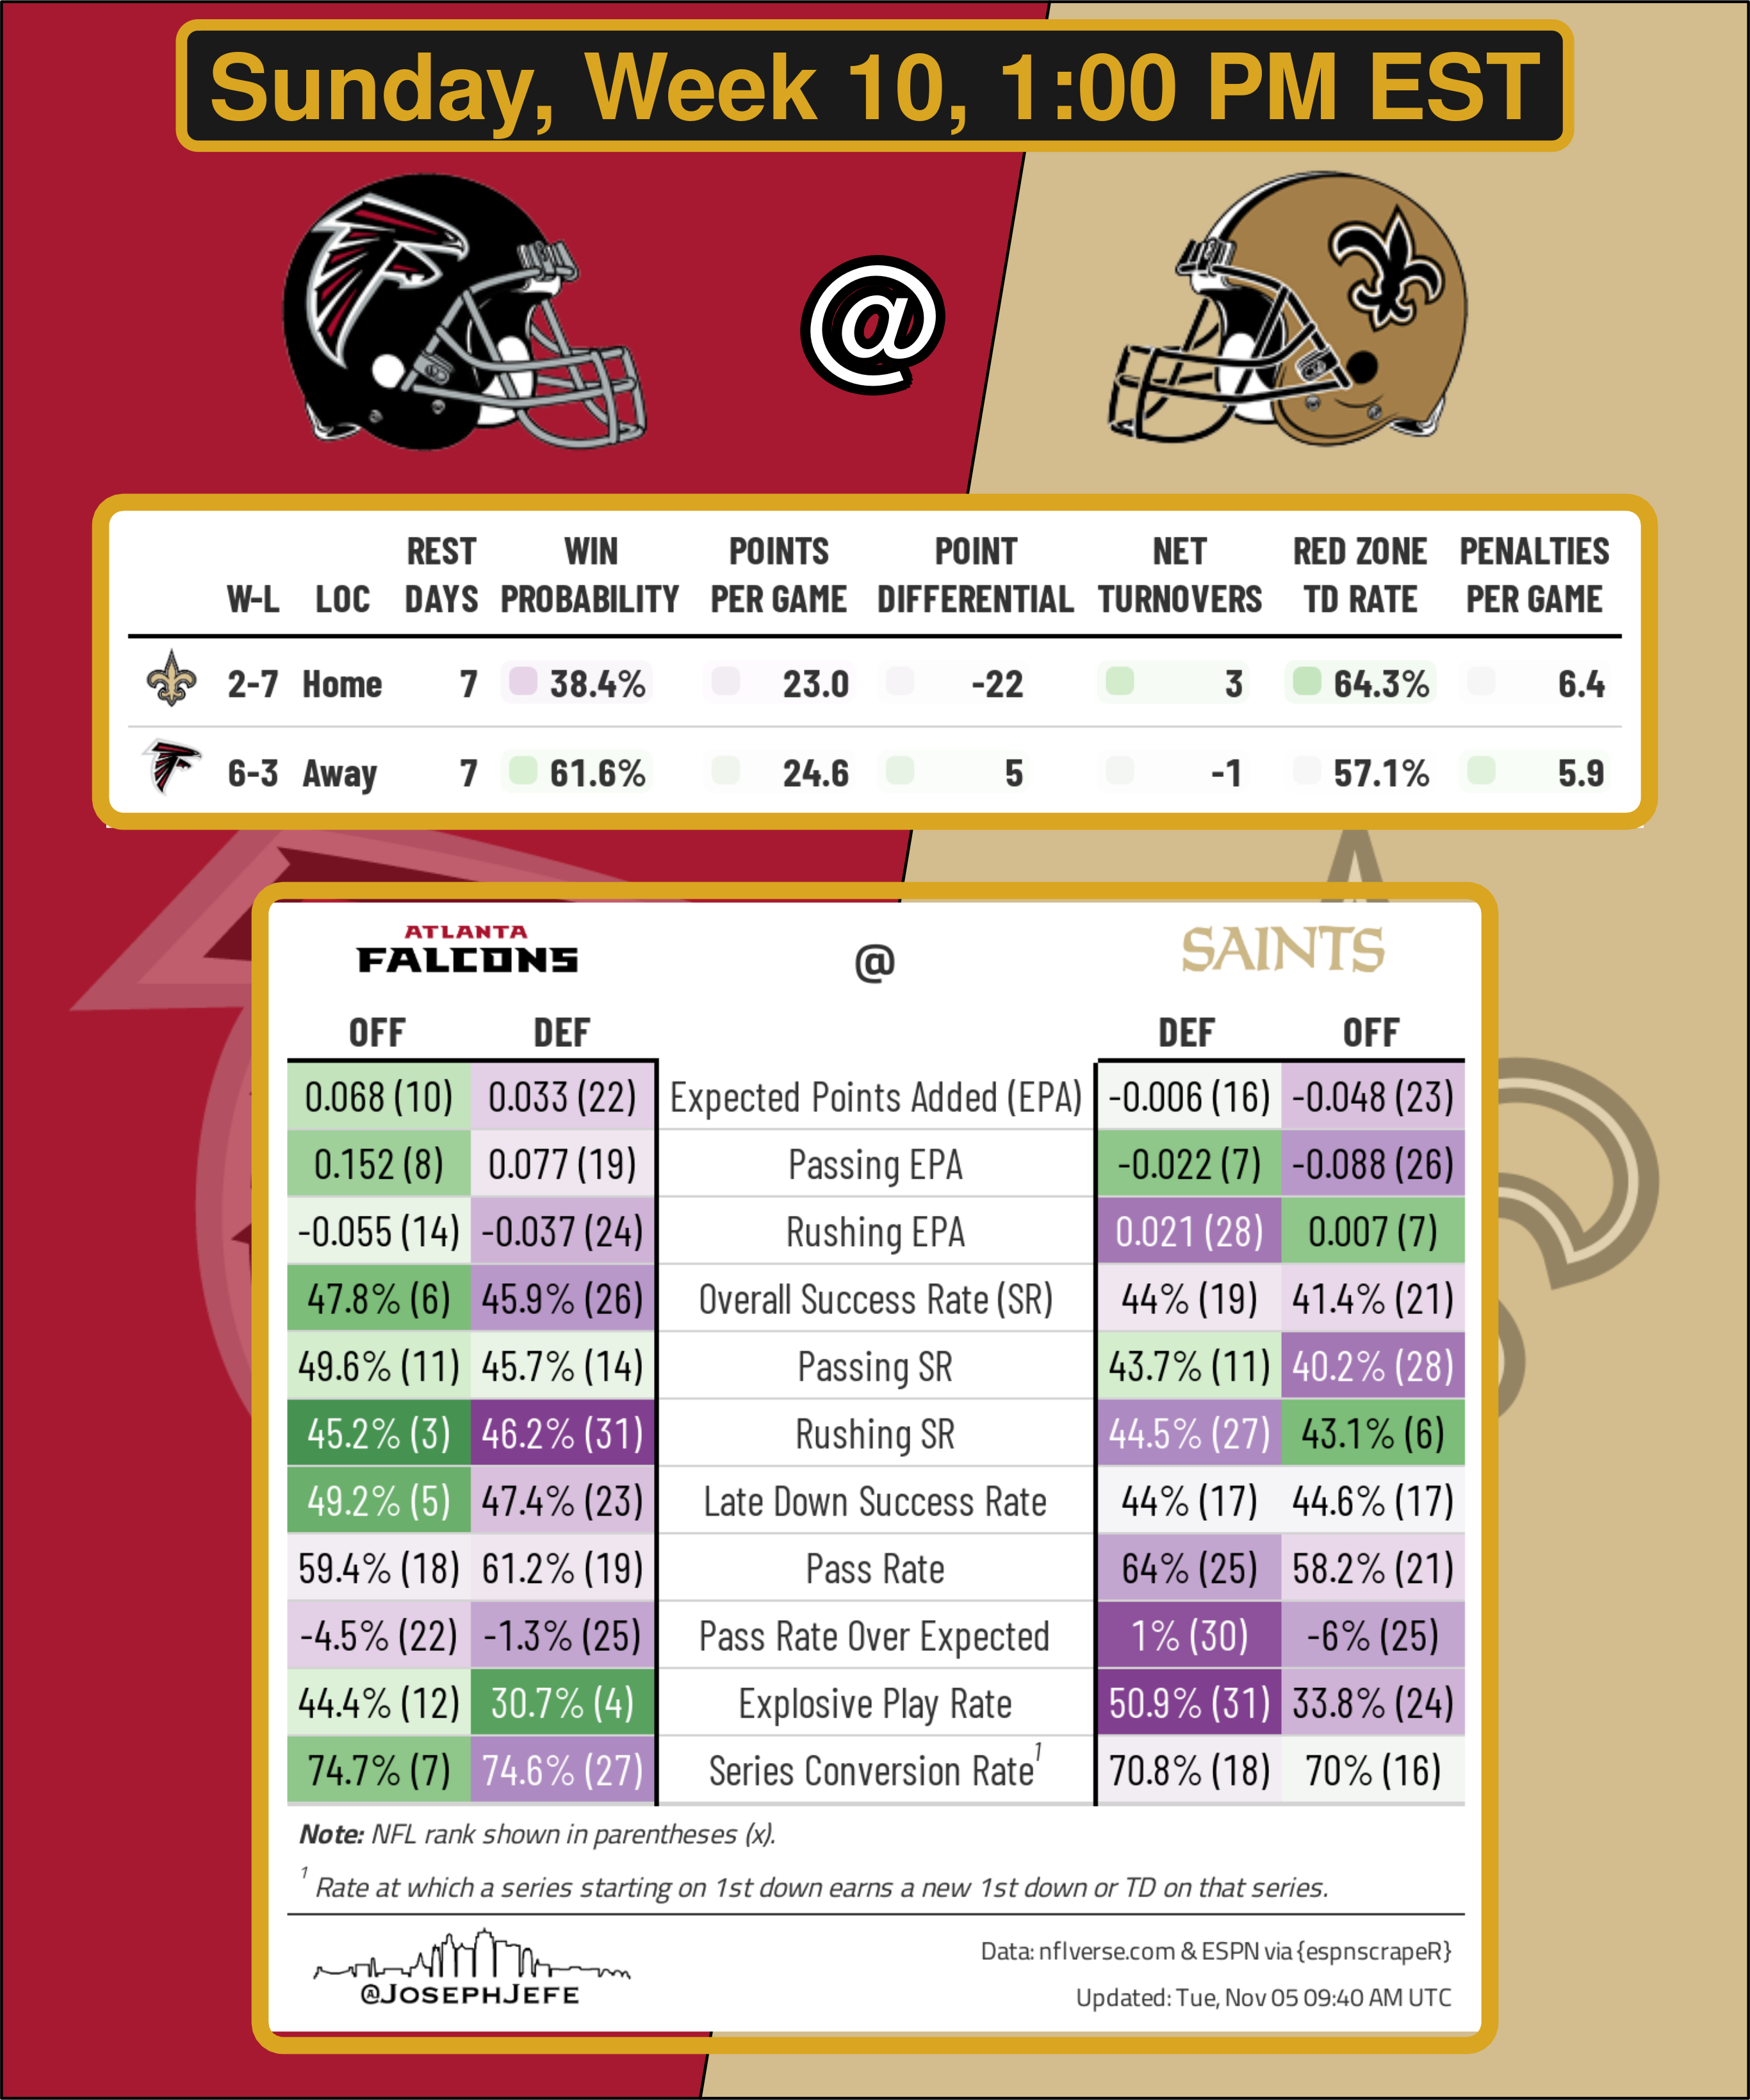 Sunday, Week 10, 1:00 PM EST
@
REST WIN POINTS POINT NET RED ZONE PENALTIES
W-L LOC DAYS PROBABILITY PER GAME DIFFERENTIAL TURNOVERS TD RATE PER GAME
2-7 Home 7 38.4% 23.0 -22 3 64.3% 6.4
6-3 Away 7 61.6% 24.6 5 -1 57.1% 5.9
ATLANTA
FALCONS @ SAINTS
OFF DEF DEF OFF
0.068 (10) 0.033 (22) Expected Points Added (EPA) -0.006 (16) -0.048 (23)
0.152 (8) 0.077 (19) Passing EPA -0.022 (7) -0.088 (26)
-0.055 (14) -0.037 (24) Rushing EPA 0.021 (28) 0.007 (7)
47.8% (6) 45.9% (26) Overall Success Rate (SR) 44% (19) 41.4% (21)
49.6% (11) 45.7% (14) Passing SR 43.7% (11) 40.2% (28)
45.2% (3) 46.2% (31) Rushing SR 44.5% (27) 43.1% (6)
49.2% (5) 47.4% (23) Late Down Success Rate 44% (17) 44.6% (17)
59.4% (18) 61.2% (19) Pass Rate 64% (25) 58.2% (21)
-4.5% (22) -1.3% (25) Pass Rate Over Expected 1% (30) -6% (25)
44.4% (12) 30.7% (4) Explosive Play Rate 50.9% (31) 33.8% (24)
74.7% (7) 74.6% (27) Series Conversion Rate¹ 70.8% (18) 70% (16)
Note: NFL rank shown in parentheses (x).
¹ Rate at which a series starting on 1st down earns a new 1st down or TD on that series.
Data: nflverse.com & ESPN via {espnscrapeR}
@JOSEPHJEFE
Updated: Tue, Nov 05 09:40 AM UTC